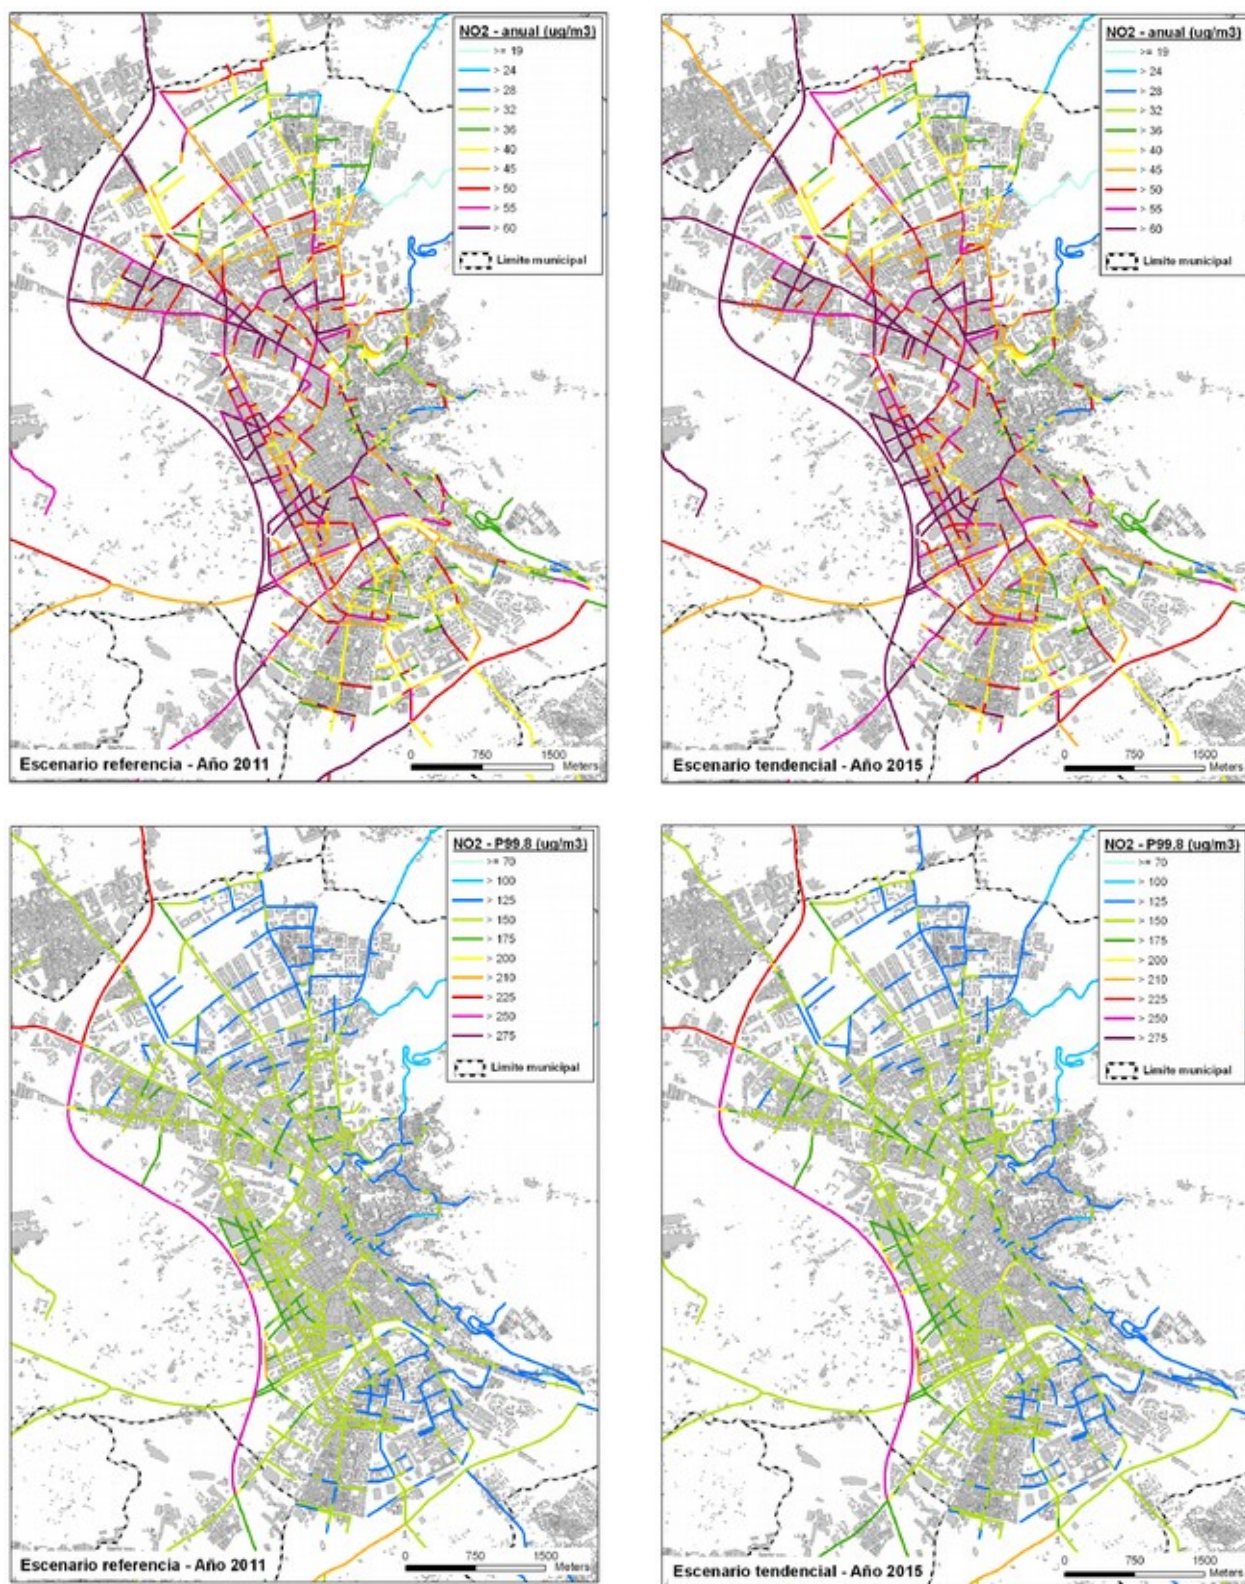 NO2 - anual (ug/m3)
>= 19
> 24
> 28
> 32
> 36
> 40
> 45
> 50
> 55
> 60
Limite municipal
Escenario referencia - Año 2011
0 750 1500
Meters
NO2 - anual (ug/m3)
>= 19
> 24
> 28
> 32
> 36
> 40
> 45
> 50
> 55
> 60
Limite municipal
Escenario tendencial - Año 2015
0 750 1500
Meters
NO2 - P99.8 (ug/m3)
>= 70
> 100
> 125
> 150
> 175
> 200
> 210
> 225
> 250
> 275
Limite municipal
Escenario referencia - Año 2011
0 750 1500
Meters
NO2 - P99.8 (ug/m3)
>= 70
> 100
> 125
> 150
> 175
> 200
> 210
> 225
> 250
> 275
Limite municipal
Escenario tendencial - Año 2015
0 750 1500
Meters